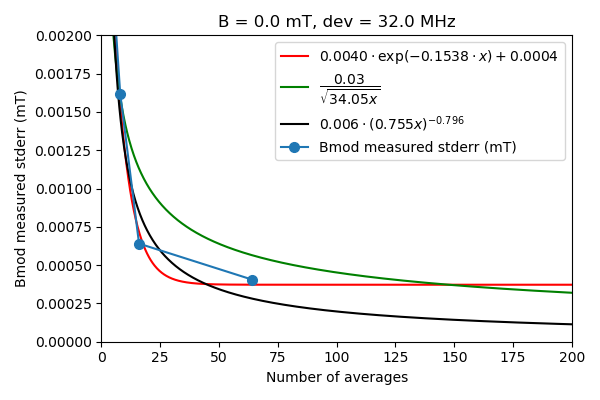 B = 0.0 mT, dev = 32.0 MHz
0.00200
0.00175
0.00150
0.00125
0.00100
0.00075
0.00050
0.00025
0.00000
Bmod measured stderr (mT)
0.0040 · exp(−0.1538 · x) + 0.0004
0.03
√34.05x
0.006 · (0.755x)^−0.796
Bmod measured stderr (mT)
0 25 50 75 100 125 150 175 200
Number of averages